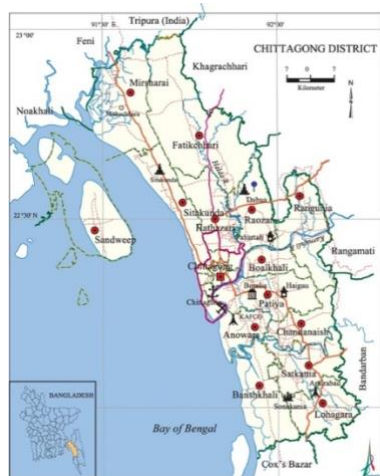 Tripura (India)
91°30' E
92°00'
23°00'
Feni
CHITTAGONG DISTRICT
Khagrachhari
Kilometer
N
Mirsharai
Noakhali
Fatikchhari
Sitakunda
Rangunia
22°30' N
Raozan
Hathazari
Sandweep
Rangamati
Boalkhali
Patiya
Haigao
KAFCO
Anowara
Chandanaish
Satkania
Banshkhali
Lohagara
Bandarban
BANGLADESH
Bay of Bengal
Cox's Bazar